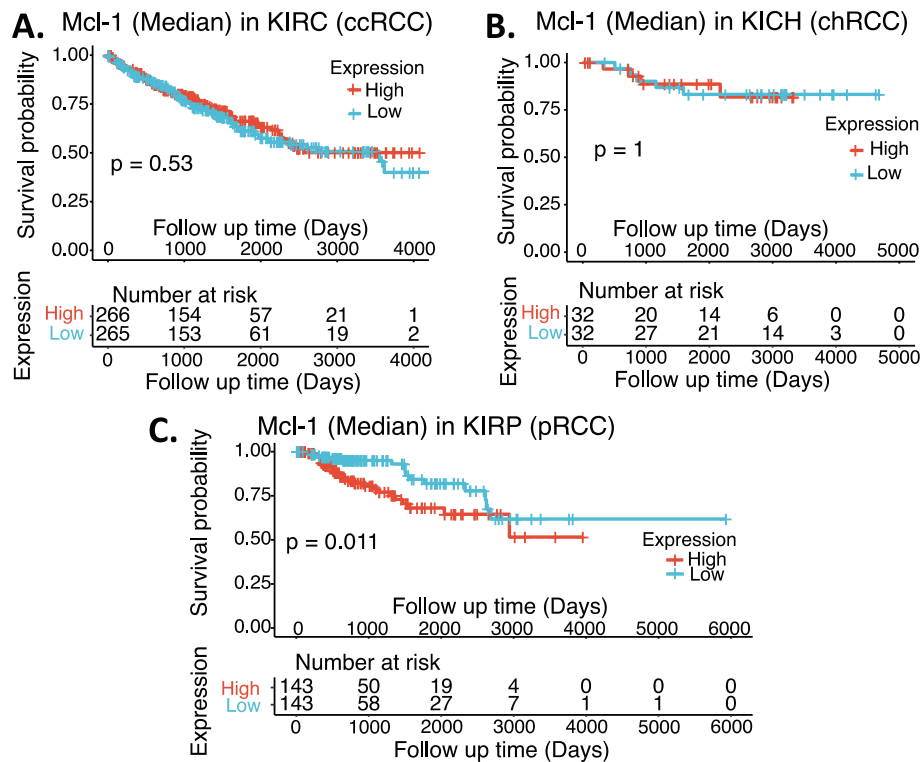 A. Mcl-1 (Median) in KIRC (ccRCC)
Survival probability
1.00
0.75
0.50
0.25
0.00
Expression
High
Low
p = 0.53
Follow up time (Days)
0 1000 2000 3000 4000
Number at risk
Expression
High 266 154 57 21 1
Low 265 153 61 19 2
0 1000 2000 3000 4000
Follow up time (Days)
B. Mcl-1 (Median) in KICH (chRCC)
Survival probability
1.00
0.75
0.50
0.25
0.00
Expression
High
Low
p = 1
Follow up time (Days)
0 1000 2000 3000 4000 5000
Number at risk
Expression
High 32 20 14 6 0 0
Low 32 27 21 14 3 0
0 1000 2000 3000 4000 5000
Follow up time (Days)
C. Mcl-1 (Median) in KIRP (pRCC)
Survival probability
1.00
0.75
0.50
0.25
0.00
p = 0.011
Expression
High
Low
Follow up time (Days)
0 1000 2000 3000 4000 5000 6000
Number at risk
Expression
High 143 50 19 4 0 0 0
Low 143 58 27 7 1 1 0
0 1000 2000 3000 4000 5000 6000
Follow up time (Days)